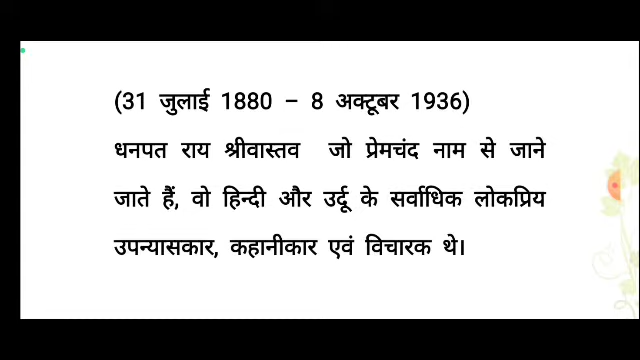 (31 जुलाई 1880 – 8 अक्टूबर 1936)
धनपत राय श्रीवास्तव जो प्रेमचंद नाम से जाने
जाते हैं, वो हिन्दी और उर्दू के सर्वाधिक लोकप्रिय
उपन्यासकार, कहानीकार एवं विचारक थे।